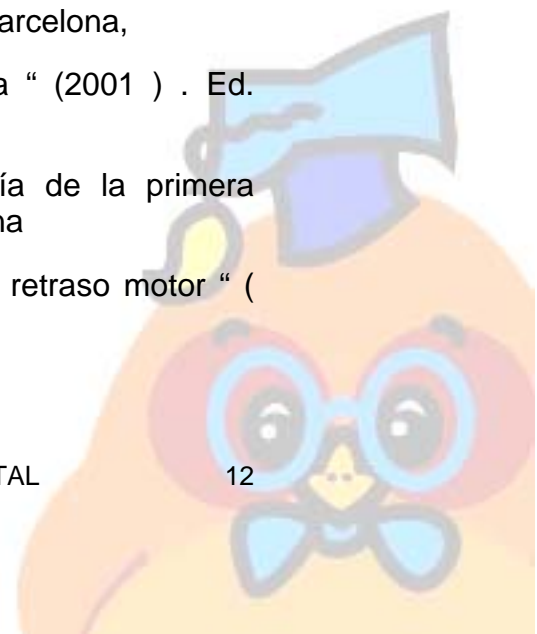 arcelona,
a “ (2001 ) . Ed.
ía de la primera
na
retraso motor “ (
TAL 12